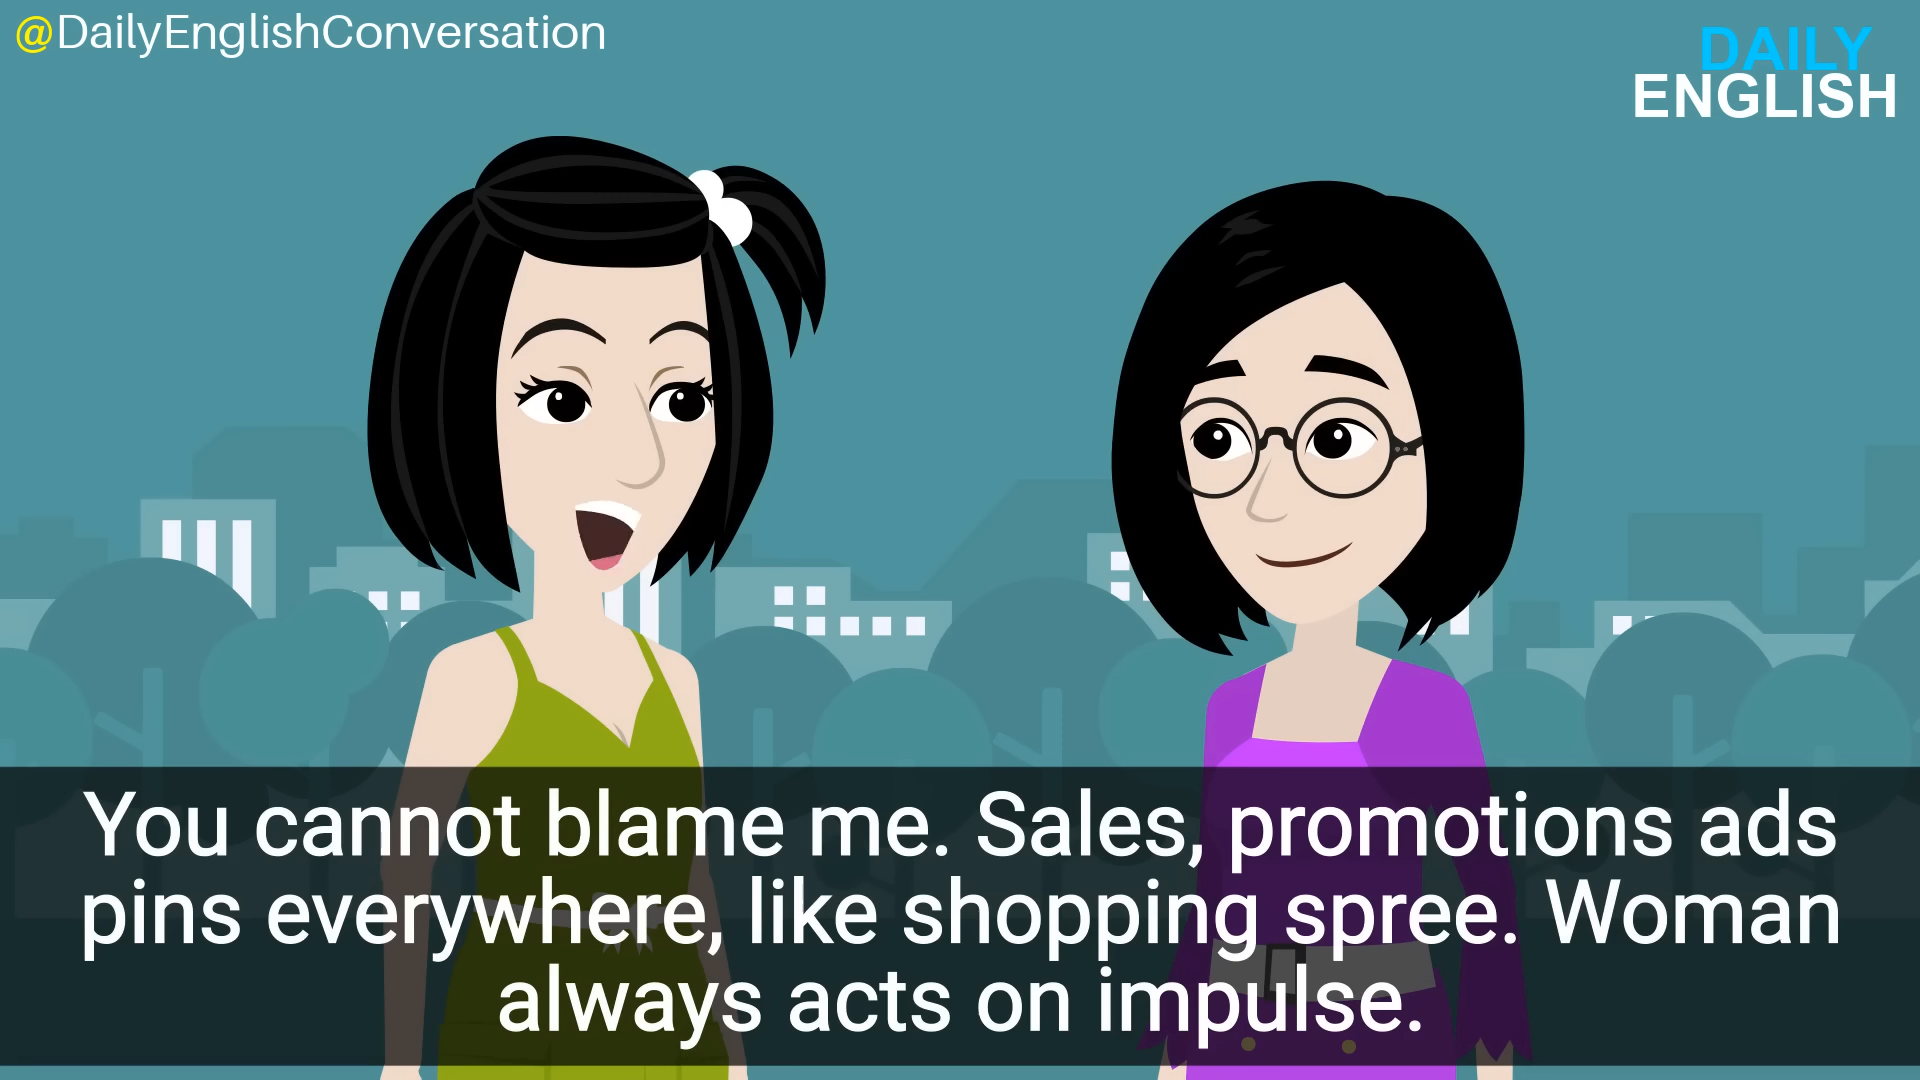 @DailyEnglishConversation
DAILY
ENGLISH
You cannot blame me. Sales, promotions ads
pins everywhere, like shopping spree. Woman
always acts on impulse.